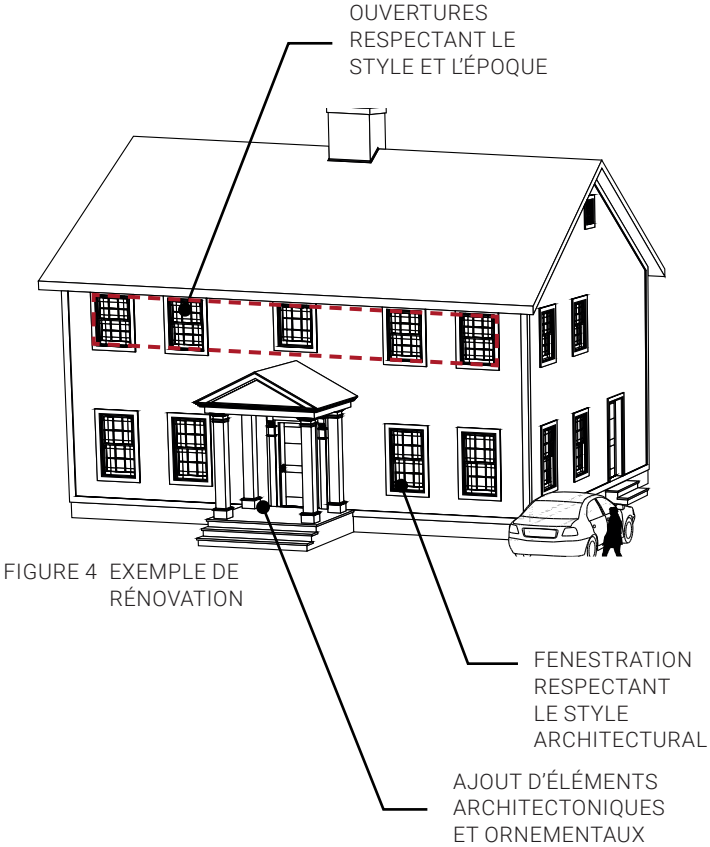 OUVERTURES
RESPECTANT LE
STYLE ET L'ÉPOQUE
FIGURE 4 EXEMPLE DE
RÉNOVATION
FENESTRATION
RESPECTANT
LE STYLE
ARCHITECTURAL
AJOUT D'ÉLÉMENTS
ARCHITECTONIQUES
ET ORNEMENTAUX